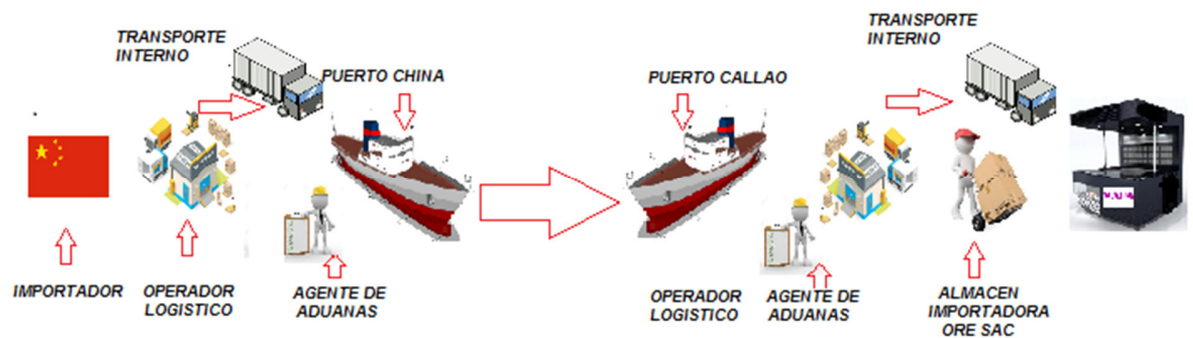 TRANSPORTE
INTERNO
PUERTO CHINA
PUERTO CALLAO
TRANSPORTE
INTERNO
IMPORTADOR
OPERADOR
LOGISTICO
AGENTE DE
ADUANAS
OPERADOR
LOGISTICO
AGENTE DE
ADUANAS
ALMACEN
IMPORTADORA
ORE SAC